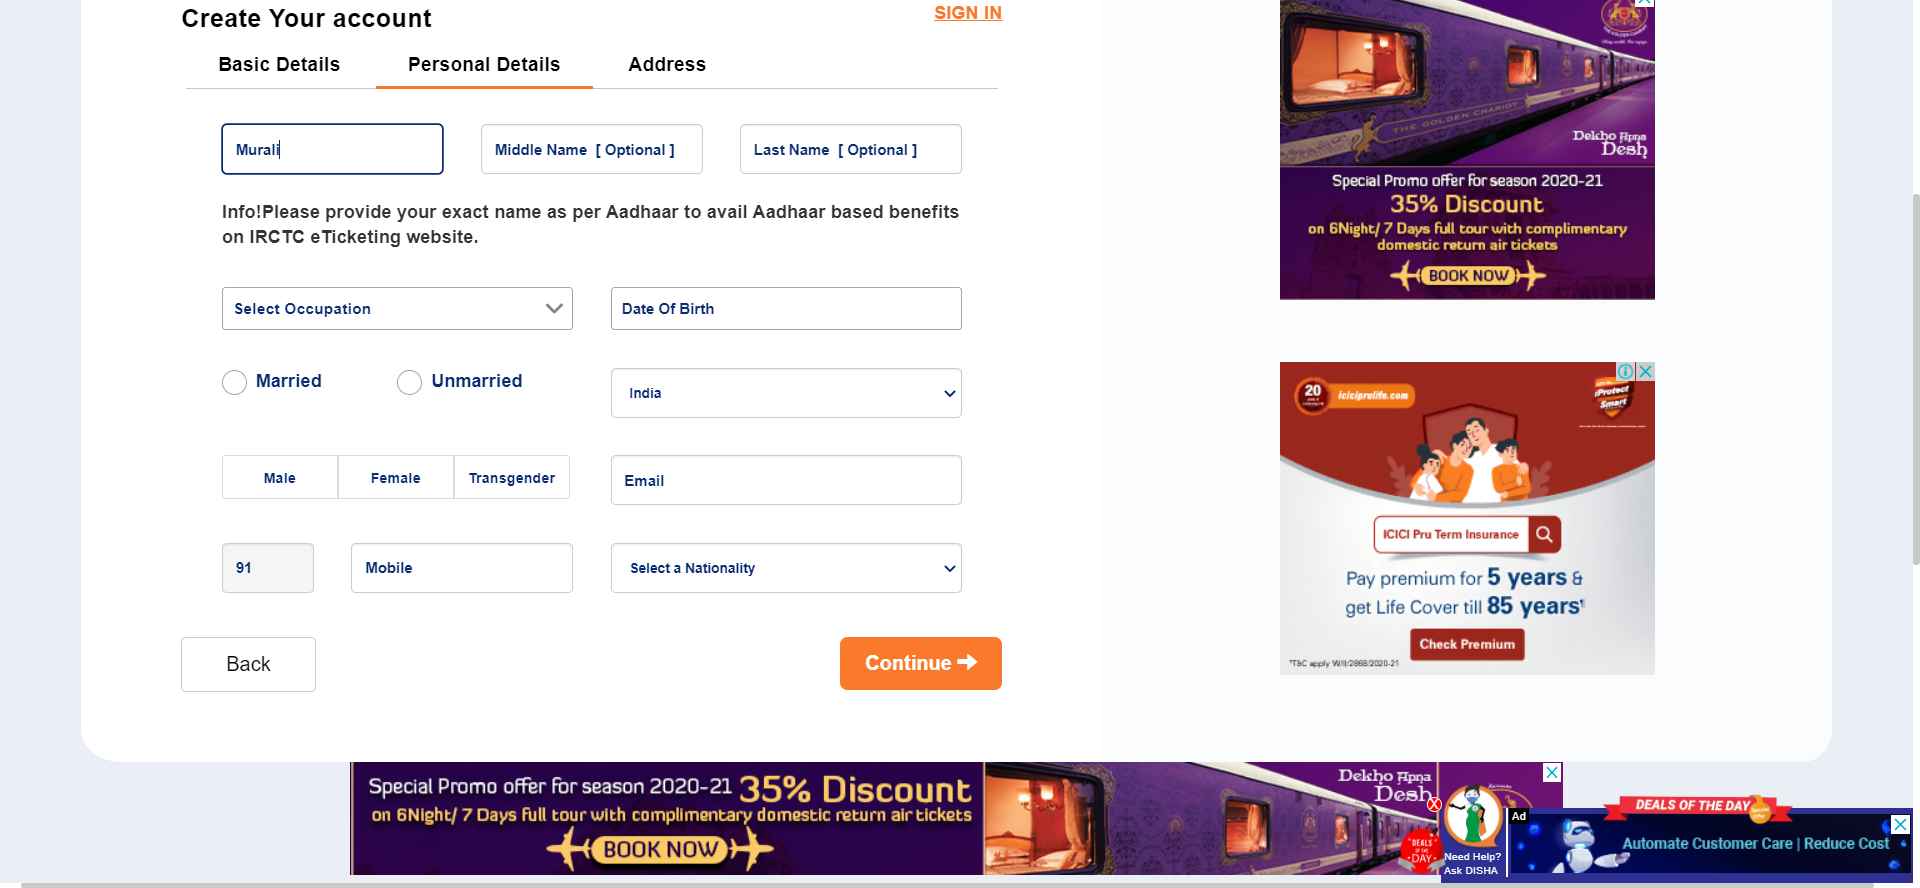 Create Your account
SIGN IN
Basic Details
Personal Details
Address
Murali
Middle Name [ Optional ]
Last Name [ Optional ]
Info!Please provide your exact name as per Aadhaar to avail Aadhaar based benefits
on IRCTC eTicketing website.
Select Occupation
Date Of Birth
Married
Unmarried
India
Male
Female
Transgender
Email
91
Mobile
Select a Nationality
Back
Continue
THE GOLDEN CHARIOT
Dekho Apna
Desh
Special Promo offer for season 2020-21
35% Discount
on 6Night/ 7 Days full tour with complimentary
domestic return air tickets
BOOK NOW
20
iciciprulife.com
iProtect
Smart
ICICI Pru Term Insurance
Pay premium for 5 years &
get Life Cover till 85 years¶
Check Premium
¶T&C apply W/II/2868/2020-21
Special Promo offer for season 2020-21 35% Discount
on 6Night/ 7 Days full tour with complimentary domestic return air tickets
BOOK NOW
Dekho Apna
Desh
X
DEALS
OF THE
DAY
Need Help?
Ask DISHA
Ad
DEALS OF THE DAY
Special
Offer
Automate Customer Care | Reduce Cost